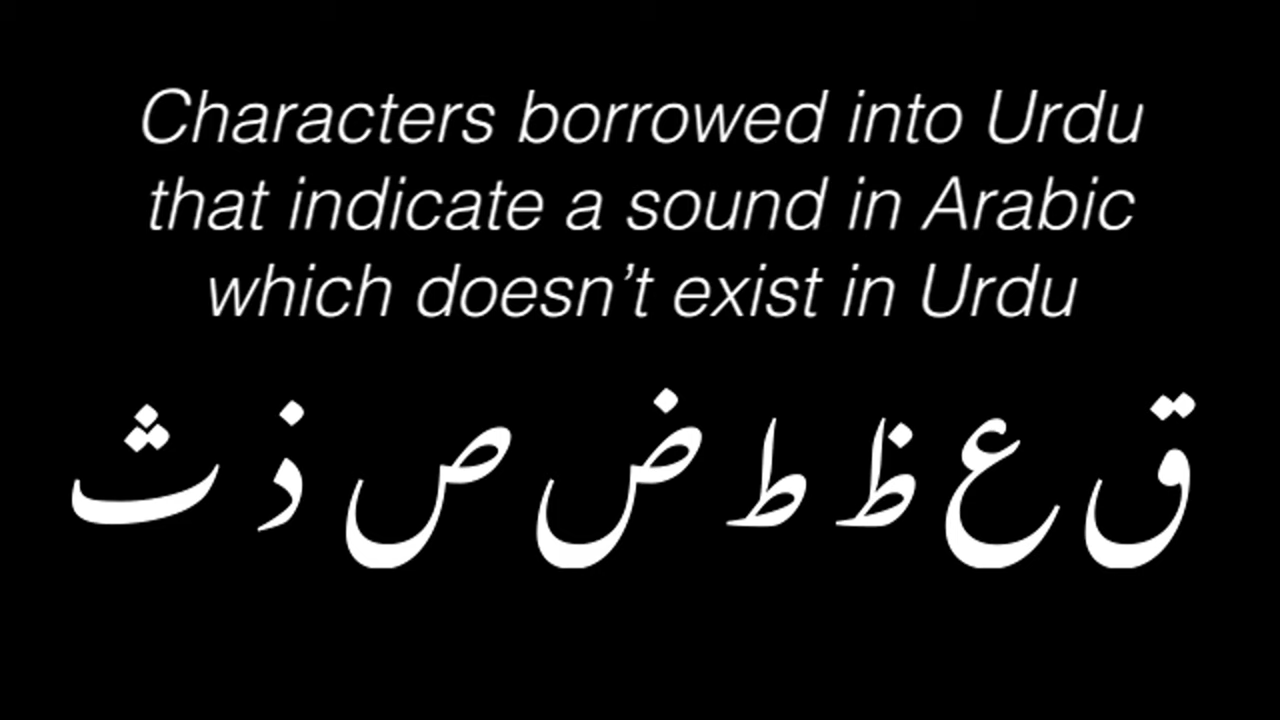 Characters borrowed into Urdu
that indicate a sound in Arabic
which doesn’t exist in Urdu
ث ذ ص ض ط ظ ع ق